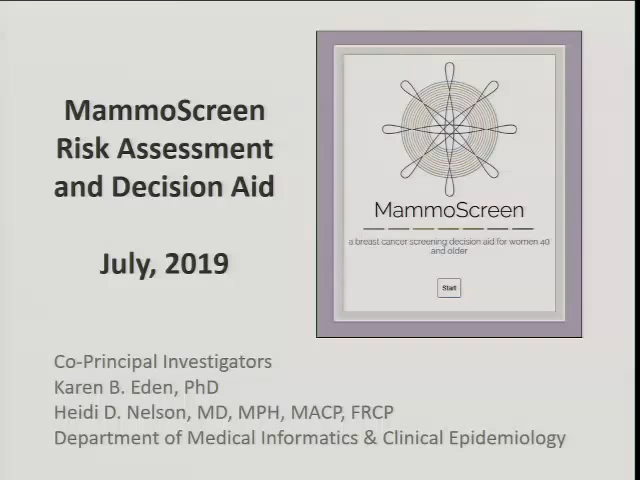 MammoScreen
Risk Assessment
and Decision Aid
July, 2019
MammoScreen
a breast cancer screening decision aid for women 40
and older
Start
Co-Principal Investigators
Karen B. Eden, PhD
Heidi D. Nelson, MD, MPH, MACP, FRCP
Department of Medical Informatics & Clinical Epidemiology